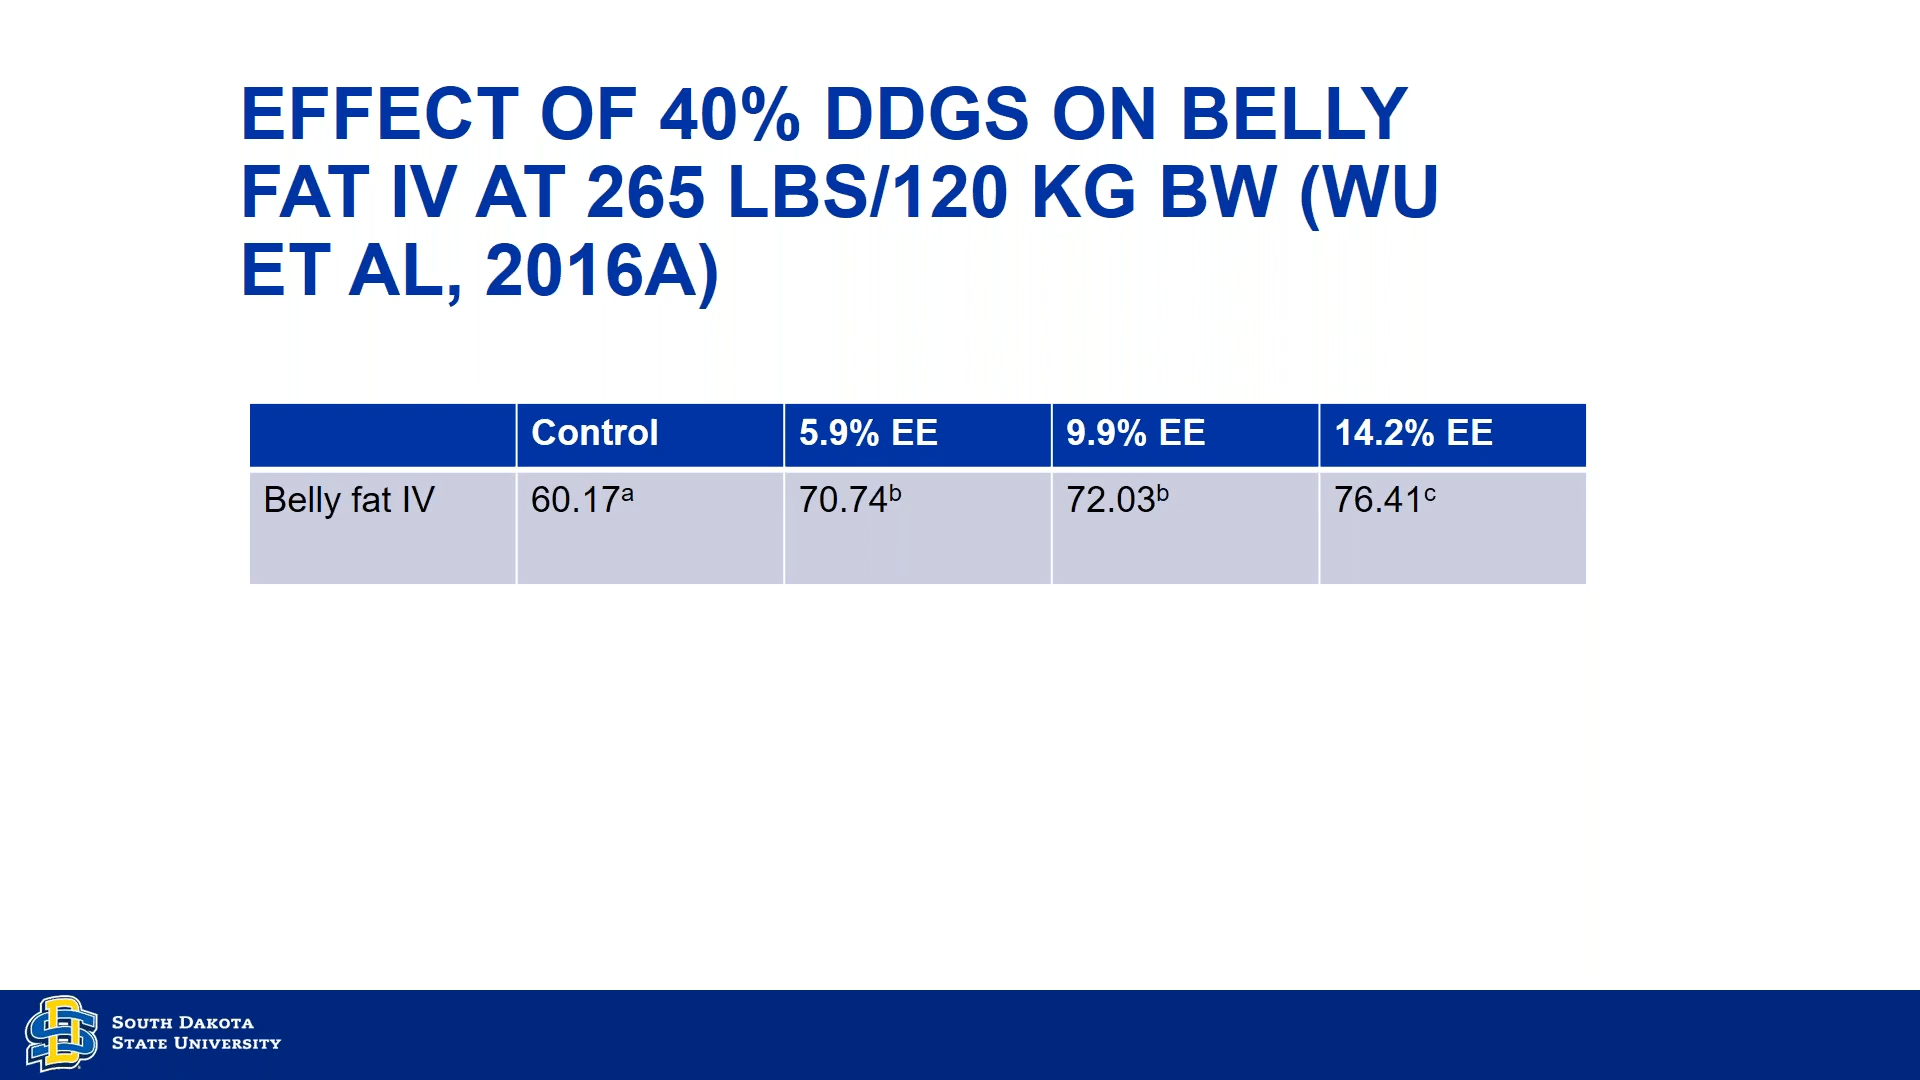 EFFECT OF 40% DDGS ON BELLY
FAT IV AT 265 LBS/120 KG BW (WU
ET AL, 2016A)
Control 5.9% EE 9.9% EE 14.2% EE
Belly fat IV 60.17ᵃ 70.74ᵇ 72.03ᵇ 76.41ᶜ
SOUTH DAKOTA
STATE UNIVERSITY